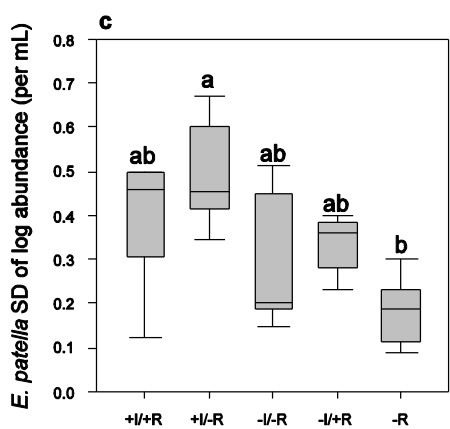 c
E. patella SD of log abundance (per mL)
0.8
0.7
0.6
0.5
0.4
0.3
0.2
0.1
0.0
ab
a
ab
ab
b
+I/+R
+I/-R
-I/-R
-I/+R
-R